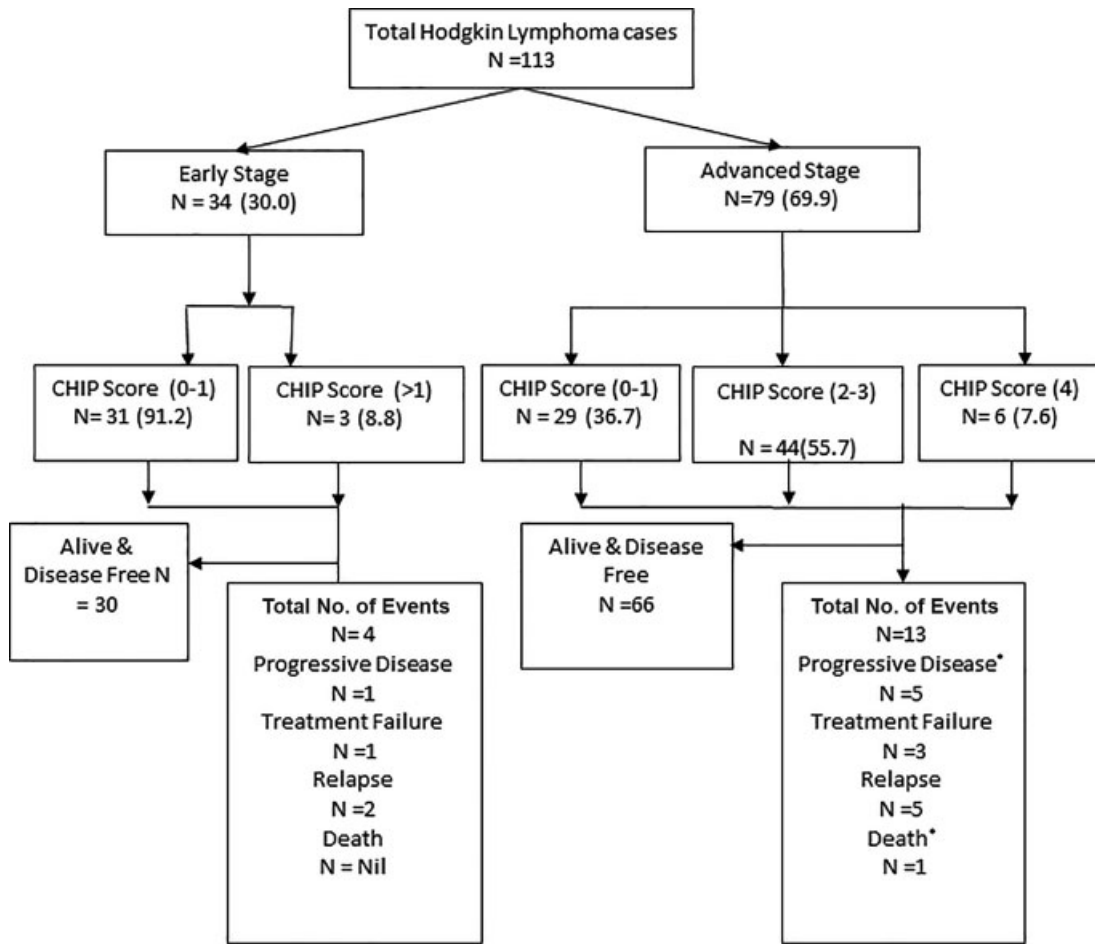 Total Hodgkin Lymphoma cases
N =113
Early Stage
N = 34 (30.0)
Advanced Stage
N=79 (69.9)
CHIP Score (0-1)
N= 31 (91.2)
CHIP Score (>1)
N= 3 (8.8)
CHIP Score (0-1)
N = 29 (36.7)
CHIP Score (2-3)
N = 44(55.7)
CHIP Score (4)
N= 6 (7.6)
Alive &
Disease Free N
= 30
Total No. of Events
N= 4
Progressive Disease
N =1
Treatment Failure
N =1
Relapse
N =2
Death
N = Nil
Alive & Disease
Free
N =66
Total No. of Events
N=13
Progressive Disease*
N =5
Treatment Failure
N =3
Relapse
N =5
Death*
N =1